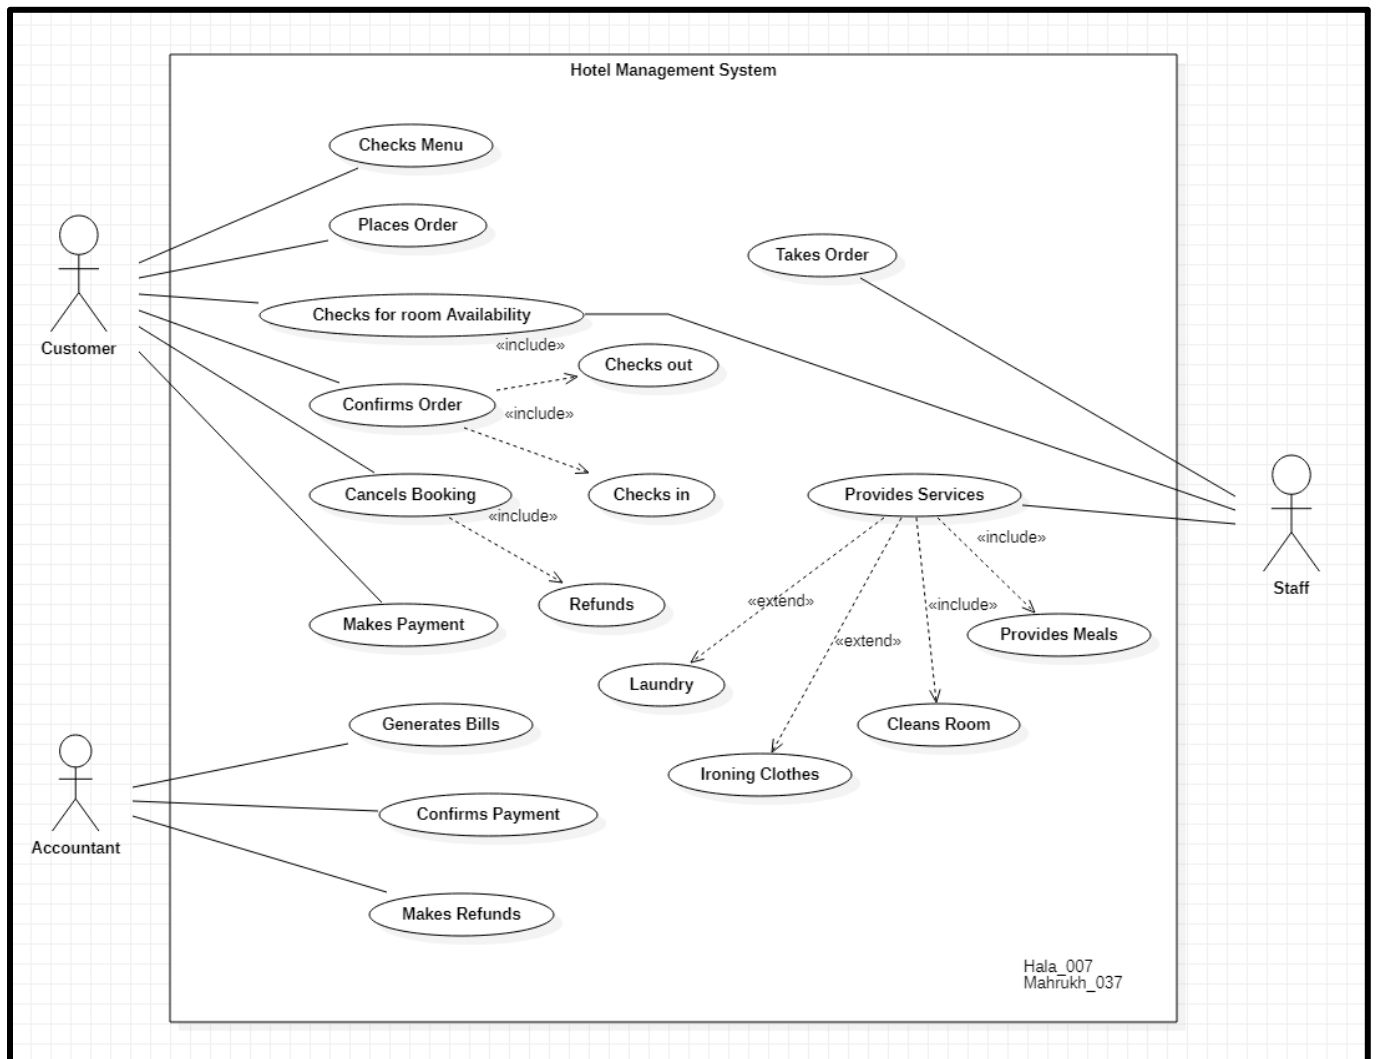 Hotel Management System
Checks Menu
Places Order
Takes Order
Checks for room Availability
Customer
«include»
Checks out
Confirms Order
«include»
Cancels Booking
Checks in
Provides Services
«include»
«include»
Staff
«extend»
«include»
Refunds
Makes Payment
«extend»
Provides Meals
Laundry
Generates Bills
Cleans Room
Ironing Clothes
Confirms Payment
Accountant
Makes Refunds
Hala_007
Mahrukh_037